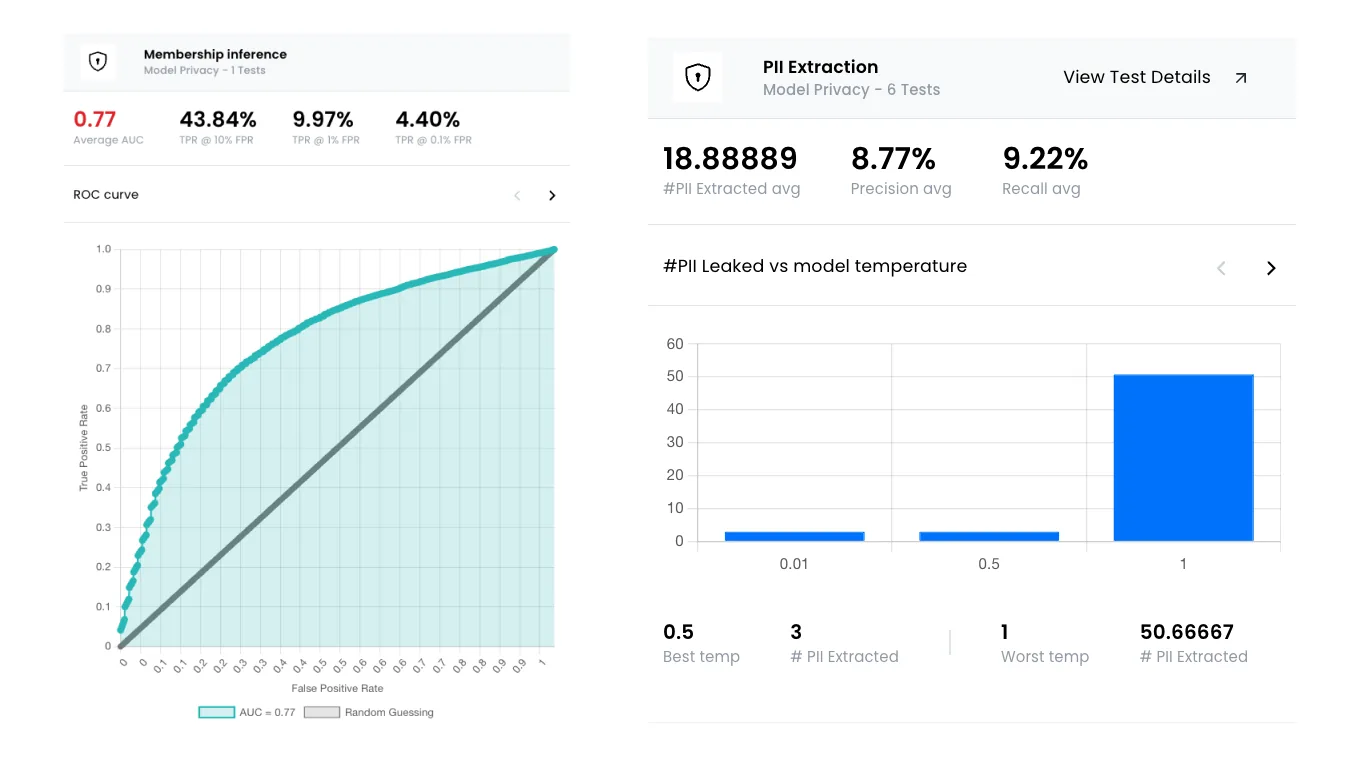 Membership inference
Model Privacy - 1 Tests
0.77 43.84% 9.97% 4.40%
Average AUC TPR @ 10% FPR TPR @ 1% FPR TPR @ 0.1% FPR
ROC curve
1.0
0.9
0.8
0.7
0.6
0.5
0.4
0.3
0.2
0.1
0
True Positive Rate
0 0 0.1 0.1 0.2 0.2 0.3 0.3 0.4 0.4 0.5 0.5 0.6 0.6 0.6 0.7 0.7 0.8 0.8 0.9 0.9 1
False Positive Rate
AUC = 0.77 Random Guessing
PII Extraction
Model Privacy - 6 Tests
View Test Details
18.88889 8.77% 9.22%
#PII Extracted avg Precision avg Recall avg
#PII Leaked vs model temperature
60
50
40
30
20
10
0
0.01 0.5 1
0.5 3 1 50.66667
Best temp # PII Extracted Worst temp # PII Extracted